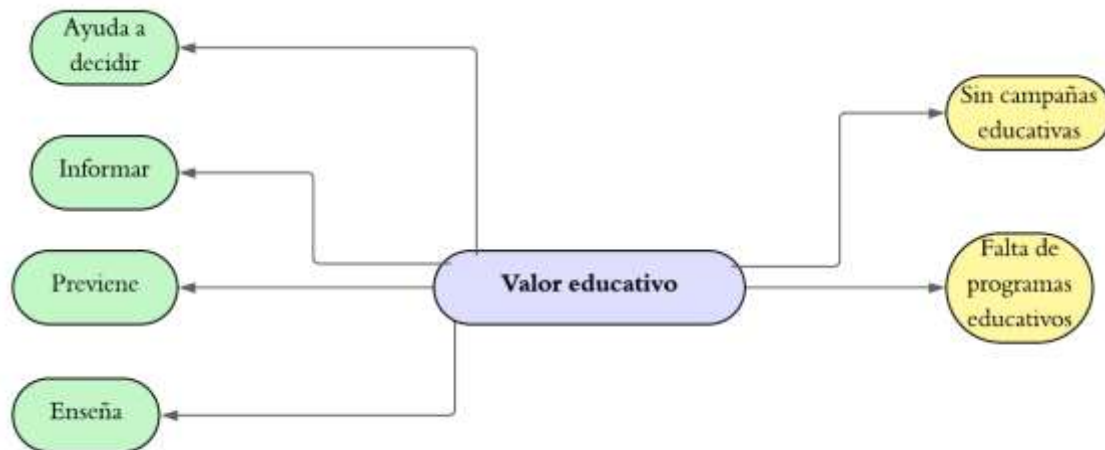 Ayuda a
decidir
Informar
Previene
Enseña
Valor educativo
Sin campañas
educativas
Falta de
programas
educativos